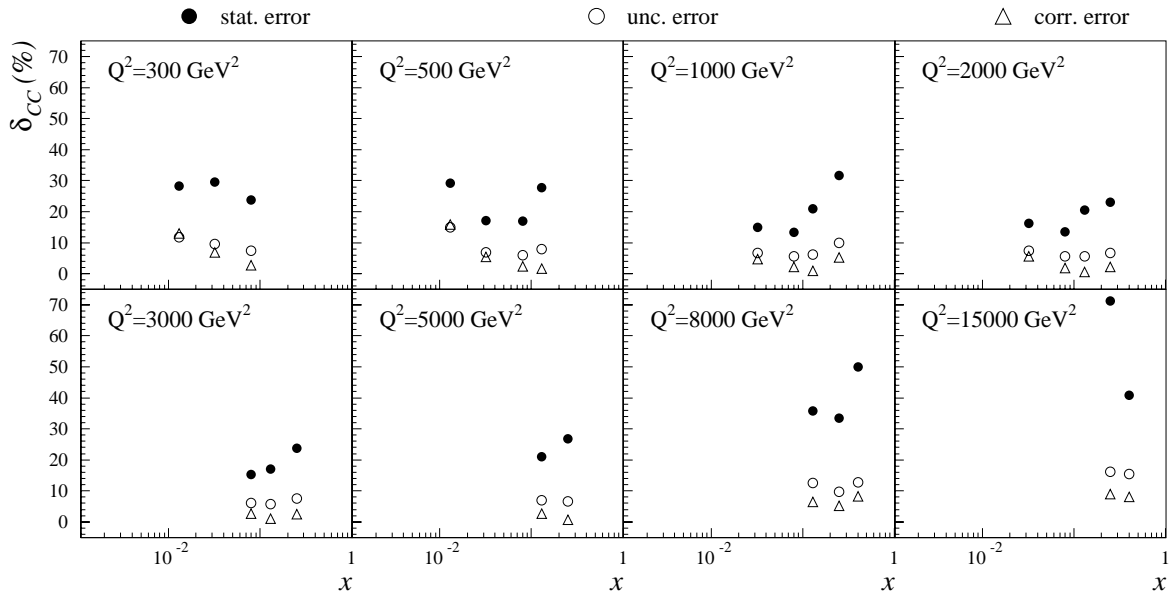 stat. error unc. error corr. error
δ_CC (%)
Q²=300 GeV² Q²=500 GeV² Q²=1000 GeV² Q²=2000 GeV²
70
60
50
40
30
20
10
0
Q²=3000 GeV² Q²=5000 GeV² Q²=8000 GeV² Q²=15000 GeV²
70
60
50
40
30
20
10
0
10⁻² 1 10⁻² 1 10⁻² 1 10⁻² 1
x x x x